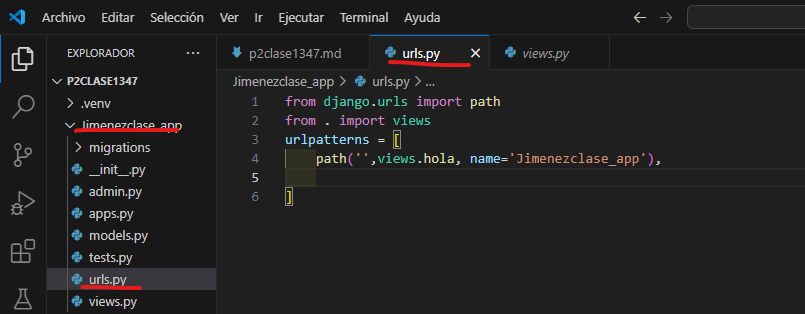 Archivo Editar Selección Ver Ir Ejecutar Terminal Ayuda
EXPLORADOR
P2CLASE1347
.venv
Jimenezclase_app
migrations
__init__.py
admin.py
apps.py
models.py
tests.py
urls.py
views.py
p2clase1347.md urls.py views.py
Jimenezclase_app > urls.py > ...
1 from django.urls import path
2 from . import views
3 urlpatterns = [
4 path('',views.hola, name='Jimenezclase_app'),
5
6 ]